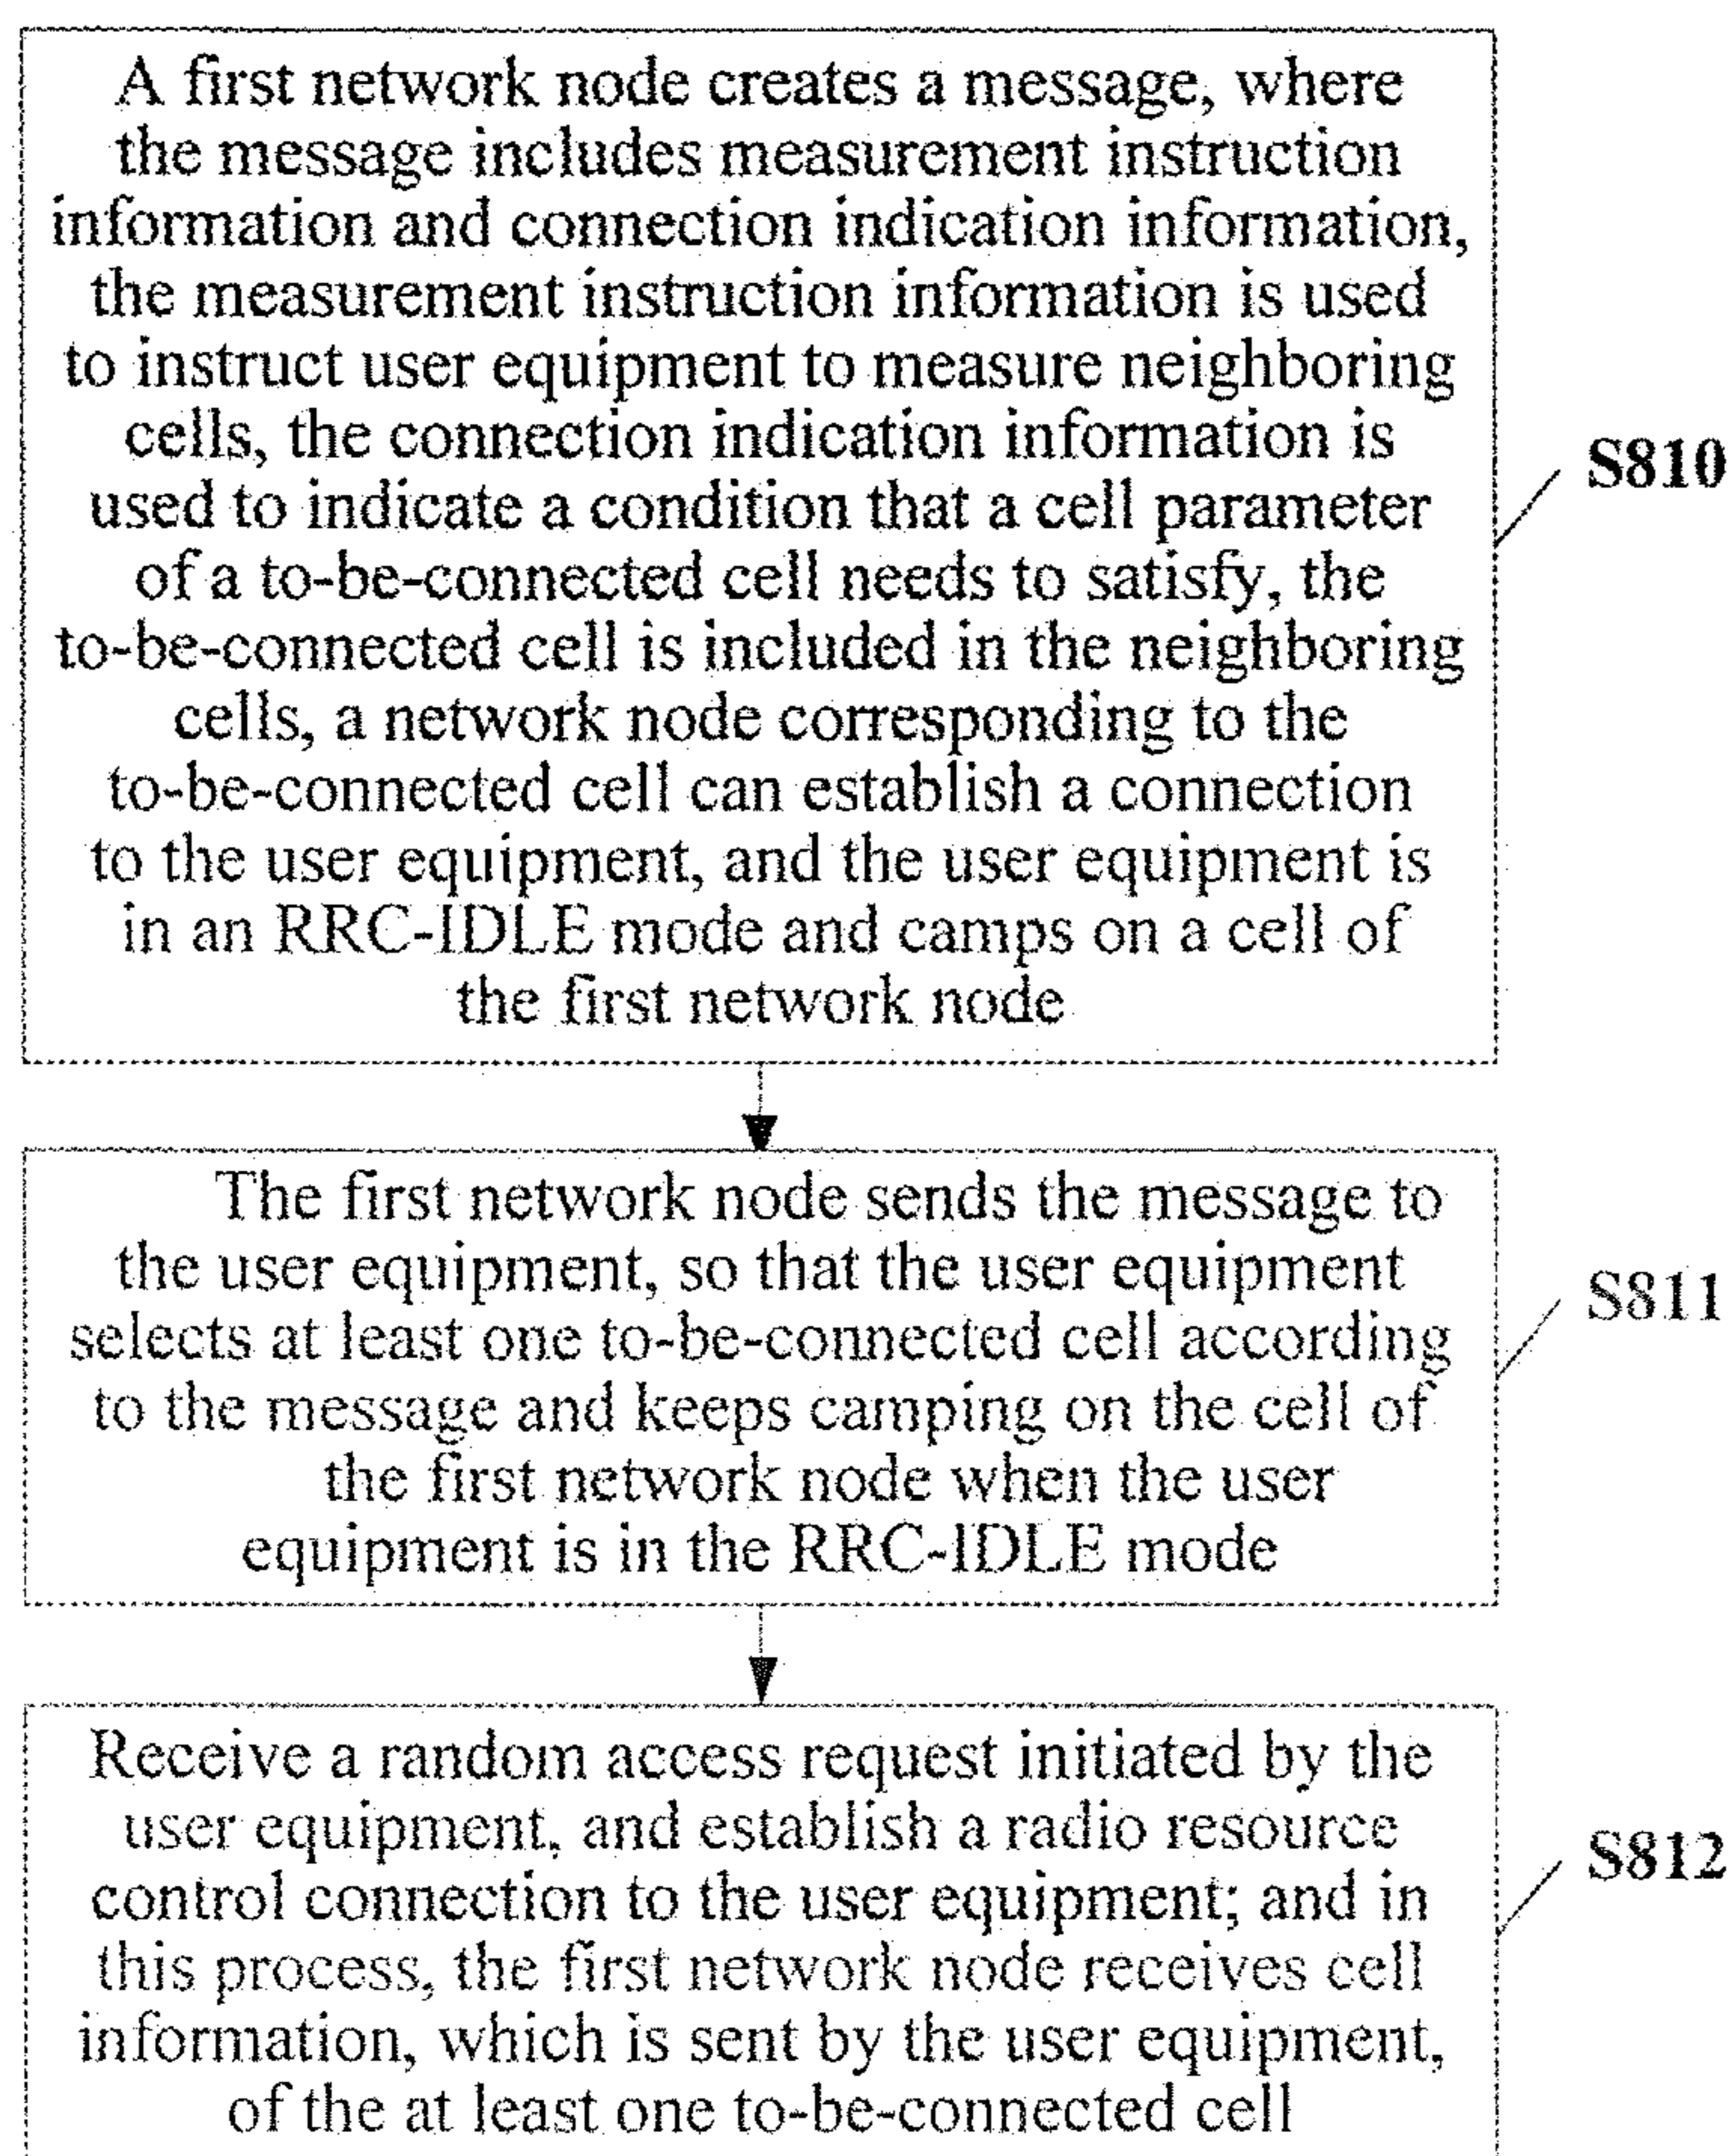 A first network node creates a message, where
the message includes measurement instruction
information and connection indication information,
the measurement instruction information is used
to instruct user equipment to measure neighboring
cells, the connection indication information is
used to indicate a condition that a cell parameter
of a to-be-connected cell needs to satisfy, the
to-be-connected cell is included in the neighboring
cells, a network node corresponding to the
to-be-connected cell can establish a connection
to the user equipment, and the user equipment is
in an RRC-IDLE mode and camps on a cell of
the first network node
S810
The first network node sends the message to
the user equipment, so that the user equipment
selects at least one to-be-connected cell according
to the message and keeps camping on the cell of
the first network node when the user
equipment is in the RRC-IDLE mode
S811
Receive a random access request initiated by the
user equipment, and establish a radio resource
control connection to the user equipment; and in
this process, the first network node receives cell
information, which is sent by the user equipment,
of the at least one to-be-connected cell
S812